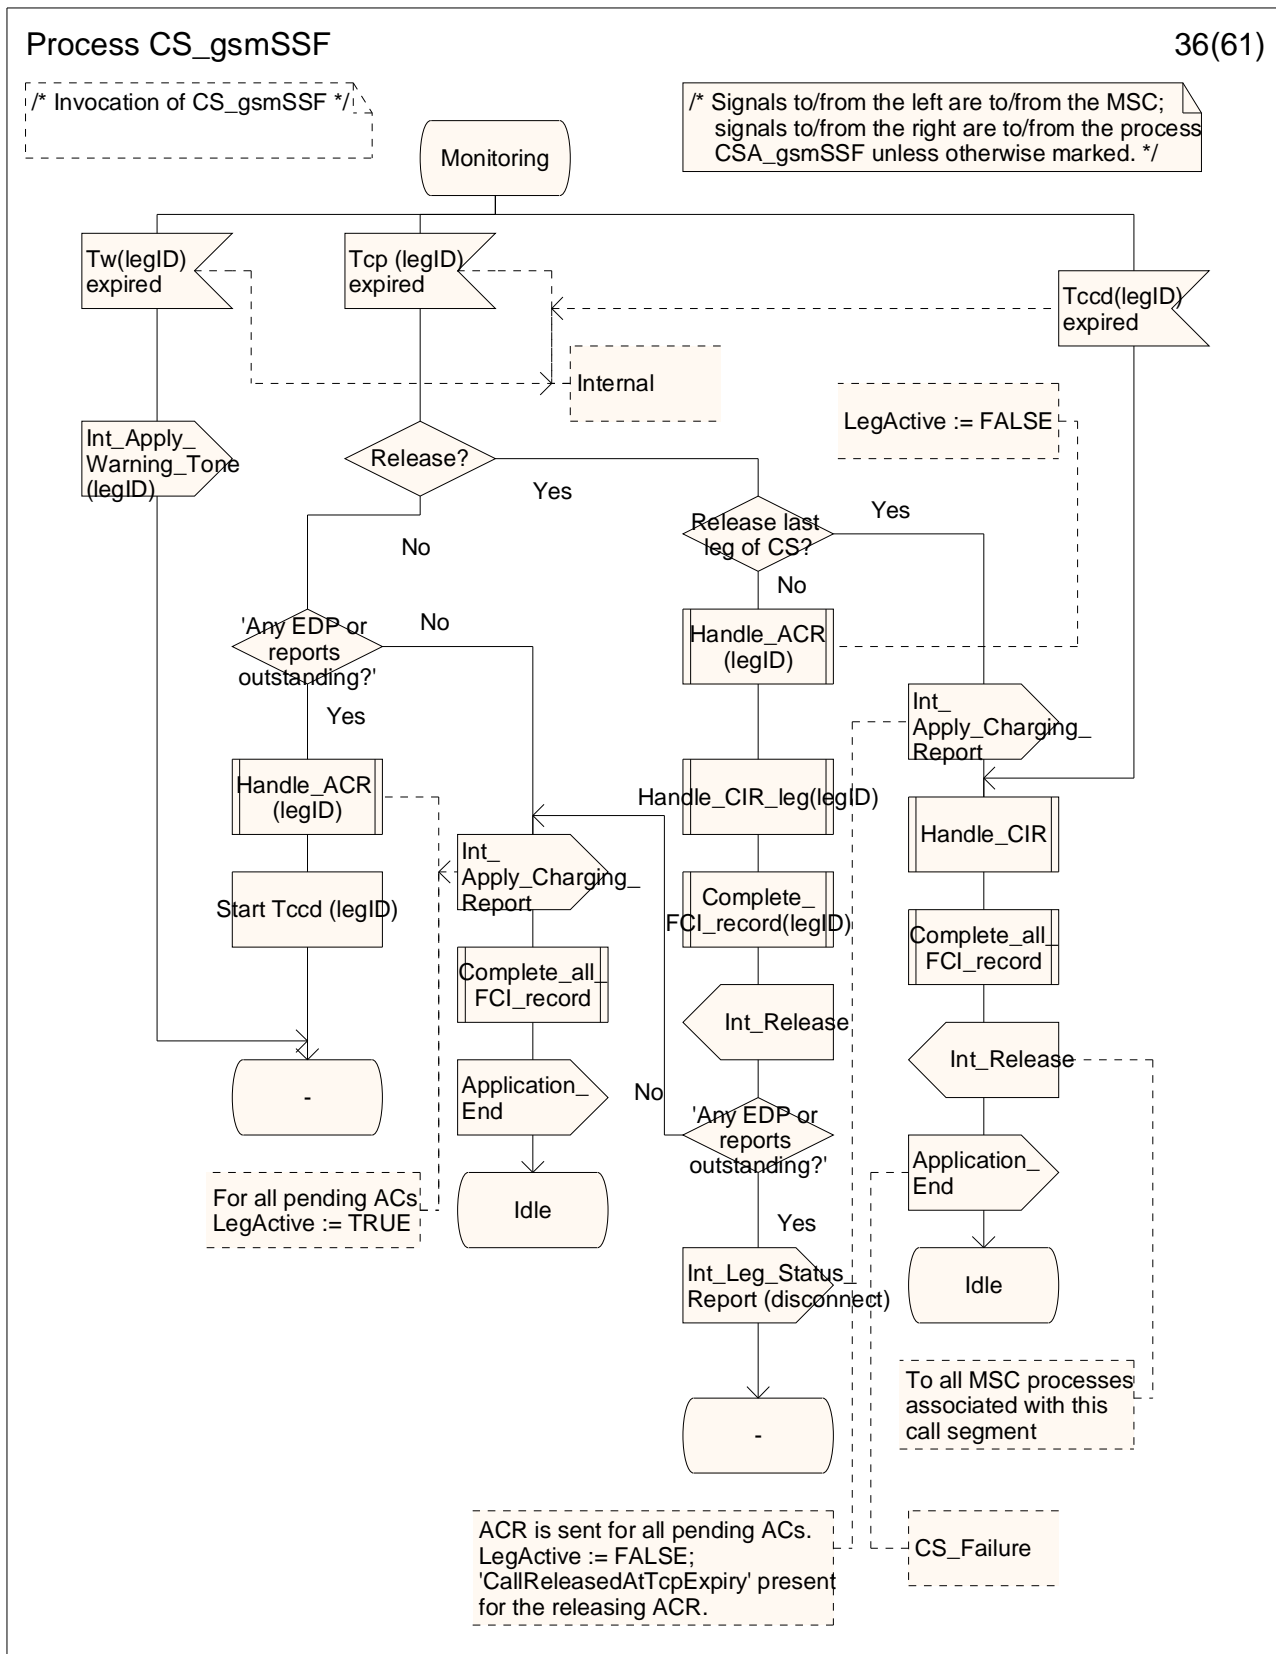 Process CS_gsmSSF
36(61)
/* Invocation of CS_gsmSSF */
/* Signals to/from the left are to/from the MSC;
signals to/from the right are to/from the process
CSA_gsmSSF unless otherwise marked. */
Monitoring
Tw(legID)
expired
Tcp (legID)
expired
Tccd(legID)
expired
Internal
LegActive := FALSE
Int_Apply_
Warning_Tone
(legID)
Release?
Yes
No
Release last
leg of CS?
Yes
No
'Any EDP or
reports
outstanding?'
No
Yes
Handle_ACR
(legID)
Int_
Apply_Charging_
Report
Handle_ACR
(legID)
Handle_CIR_leg(legID)
Handle_CIR
Int_
Apply_Charging_
Report
Start Tccd (legID)
Complete_
FCI_record(legID)
Complete_all_
FCI_record
Complete_all_
FCI_record
Int_Release
Int_Release
-
Application_
End
No
'Any EDP or
reports
outstanding?'
Yes
Application_
End
For all pending ACs
LegActive := TRUE
Idle
Int_Leg_Status_
Report (disconnect)
Idle
To all MSC processes
associated with this
call segment
-
ACR is sent for all pending ACs.
LegActive := FALSE;
'CallReleasedAtTcpExpiry' present
for the releasing ACR.
CS_Failure